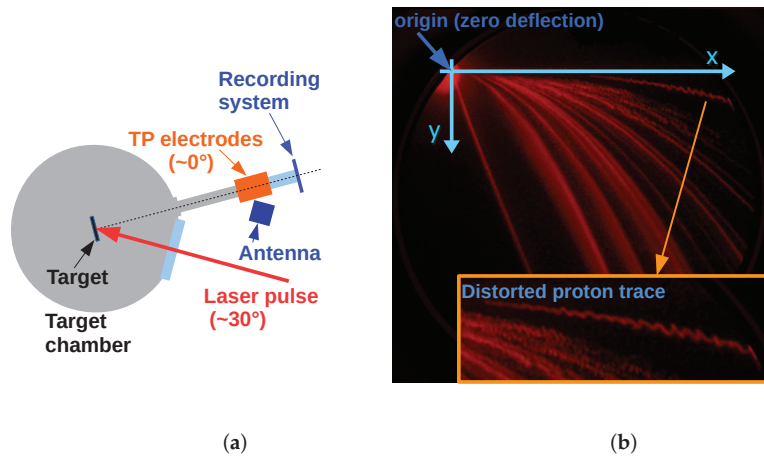 Recording
system
TP electrodes
(~0°)
Antenna
Target
Laser pulse
(~30°)
Target
chamber
(a)
origin (zero deflection)
x
y
Distorted proton trace
(b)